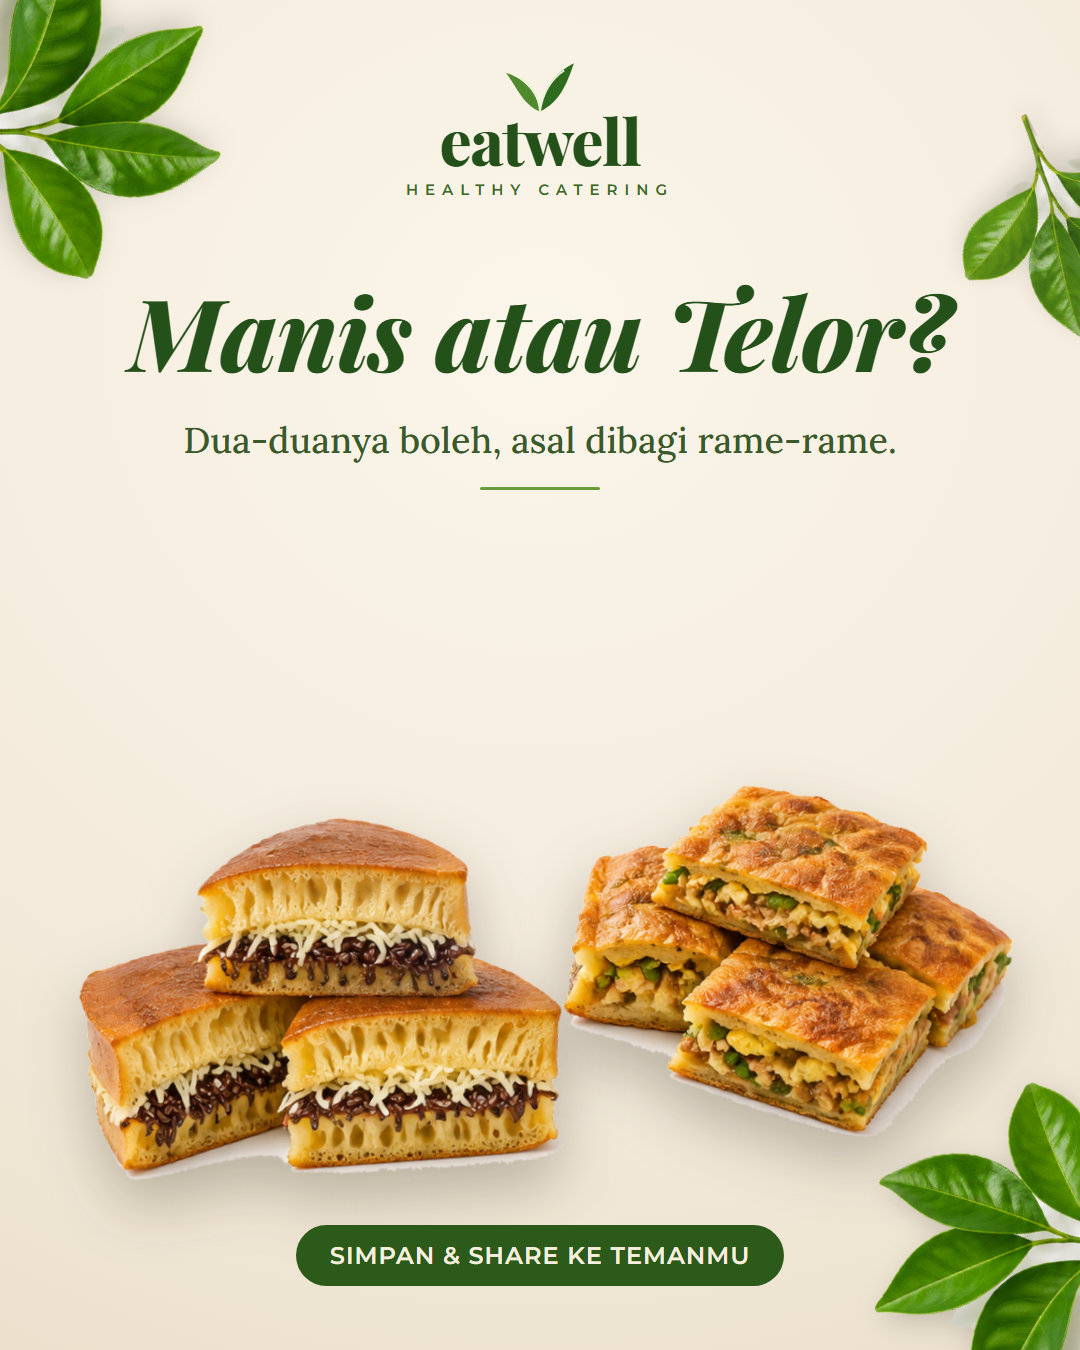 eatwell
HEALTHY CATERING
Manis atau Telor?
Dua-duanya boleh, asal dibagi rame-rame.
SIMPAN & SHARE KE TEMANMU